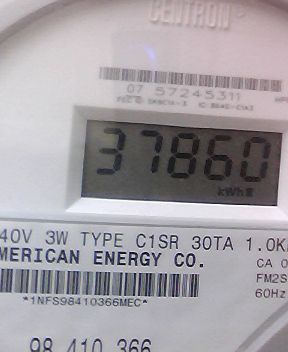 CENTRON
07 57245311
37860
kWh
40V 3W TYPE C1SR 30TA 1.0K
MERICAN ENERGY CO.
CA 0
FM2S
60Hz
*1NFS98410366MEC*
98 410 366